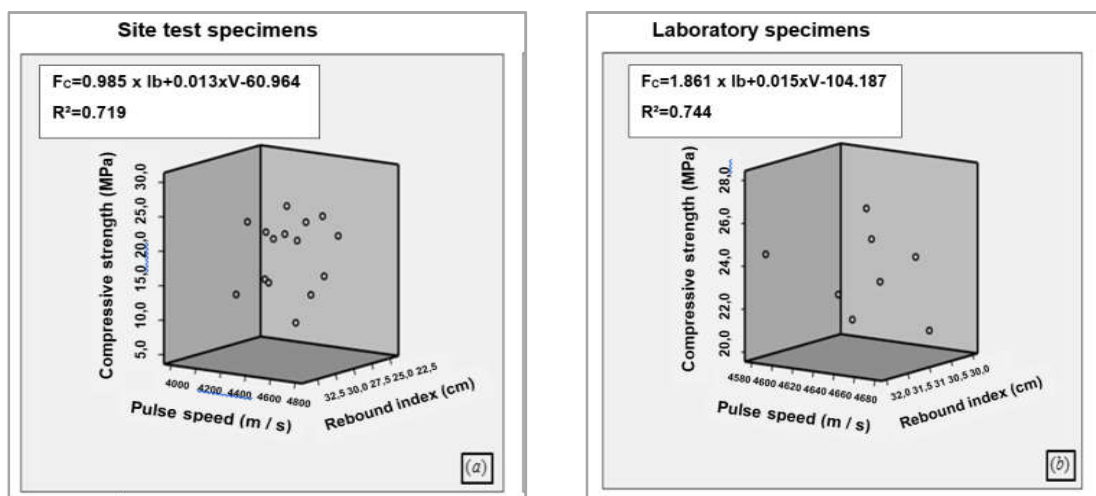 Site test specimens
Fc=0.985 x Ib+0.013xV-60.964
R²=0.719
Compressive strength (MPa)
30,0
25,0
20,0
15,0
10,0
5,0
4000 4200 4400 4600 4800
Pulse speed (m / s)
32,5 30,0 27,5 25,0 22,5
Rebound index (cm)
(a)
Laboratory specimens
Fc=1.861 x Ib+0.015xV-104.187
R²=0.744
Compressive strength (MPa)
28,0
26,0
24,0
22,0
20,0
4580 4600 4620 4640 4660 4680
Pulse speed (m / s)
32,0 31,5 31 30,5 30,0
Rebound index (cm)
(b)